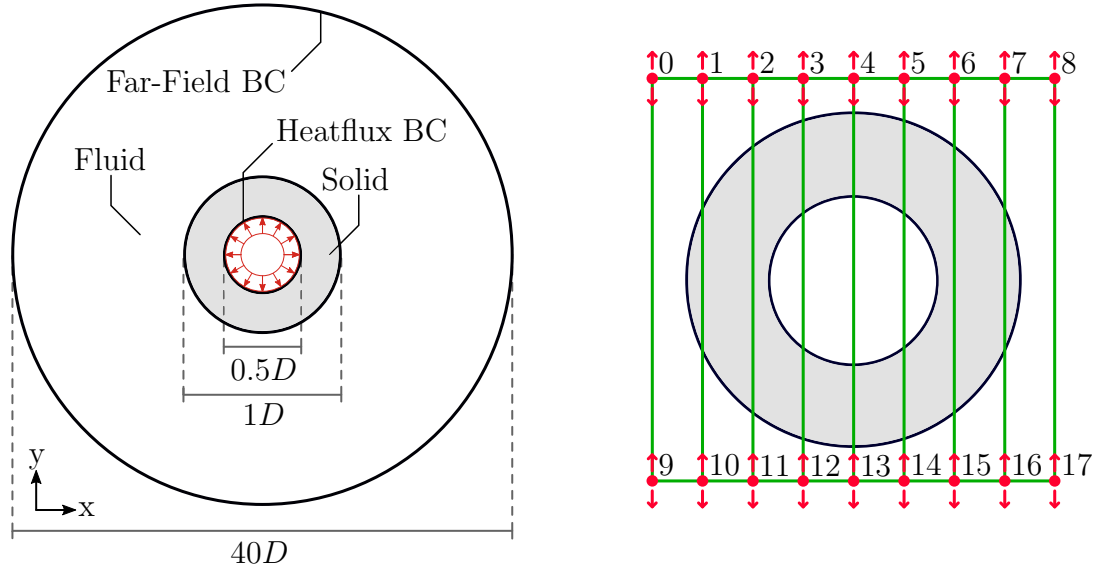 Far-Field BC
Heatflux BC
Fluid
Solid
0.5D
1D
y
x
40D
0 1 2 3 4 5 6 7 8
9 10 11 12 13 14 15 16 17